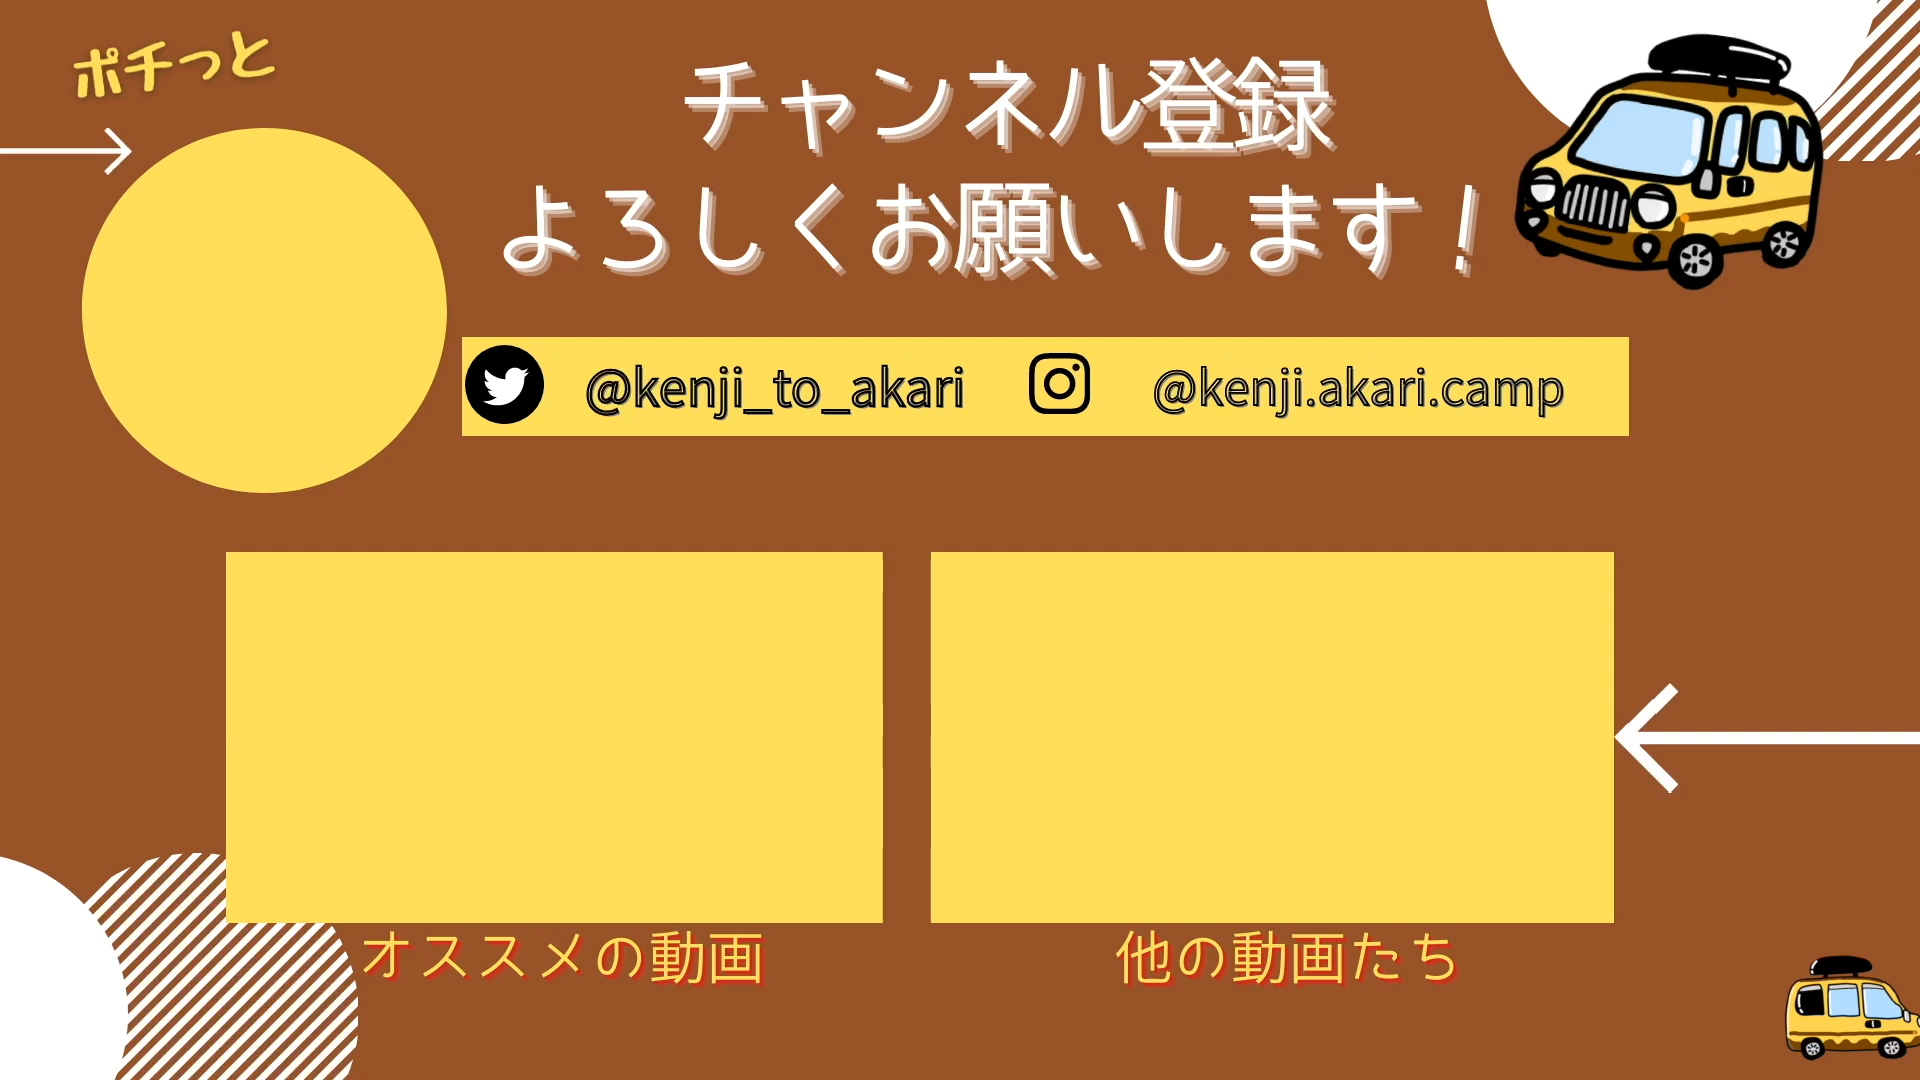 ポチっと
チャンネル登録
よろしくお願いします！
@kenji_to_akari
@kenji.akari.camp
オススメの動画
他の動画たち